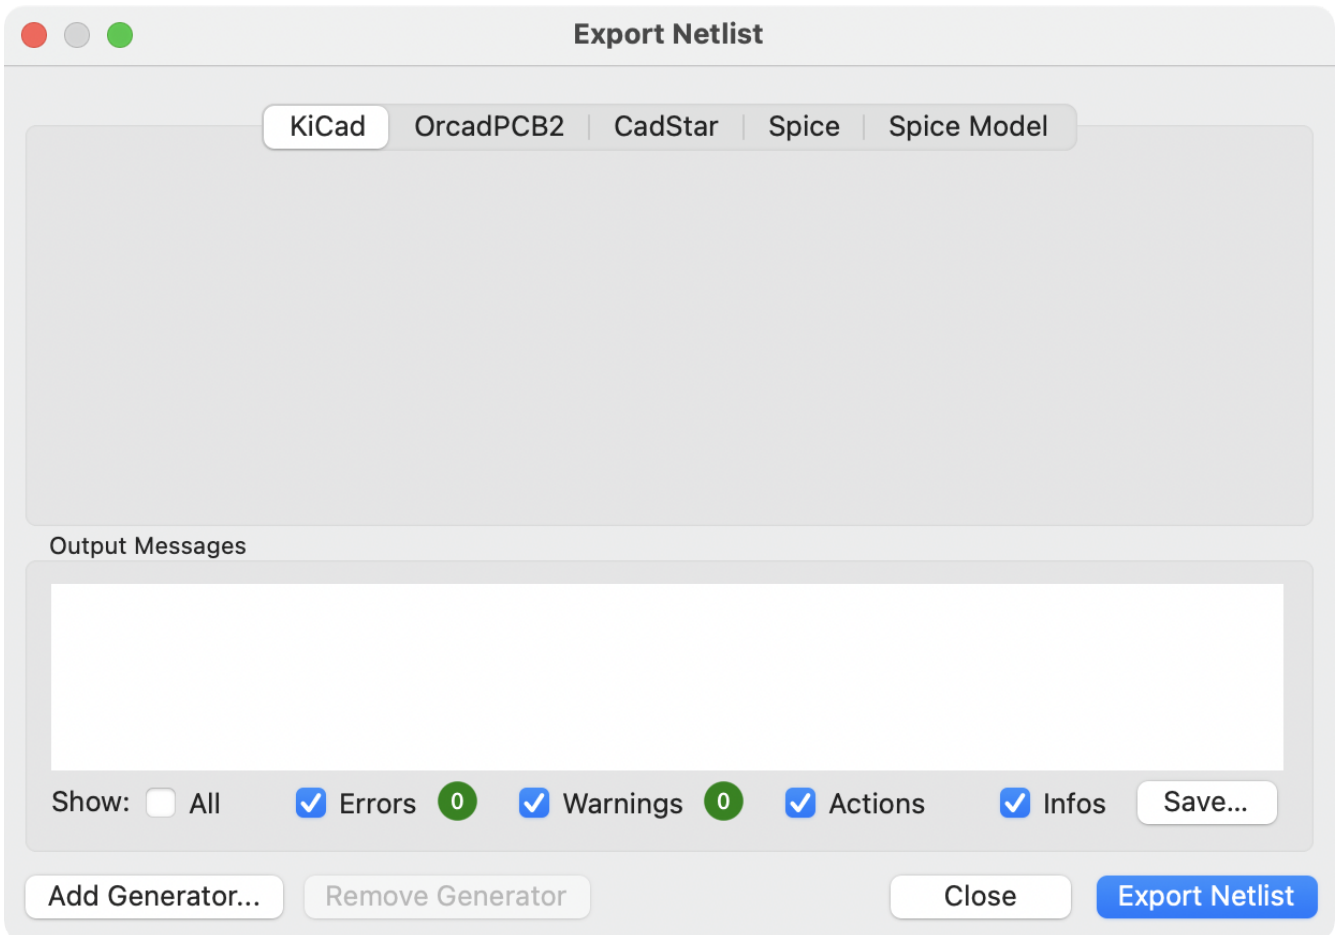 Export Netlist
KiCad OrcadPCB2 CadStar Spice Spice Model
Output Messages
Show: All Errors 0 Warnings 0 Actions Infos Save...
Add Generator... Remove Generator Close Export Netlist